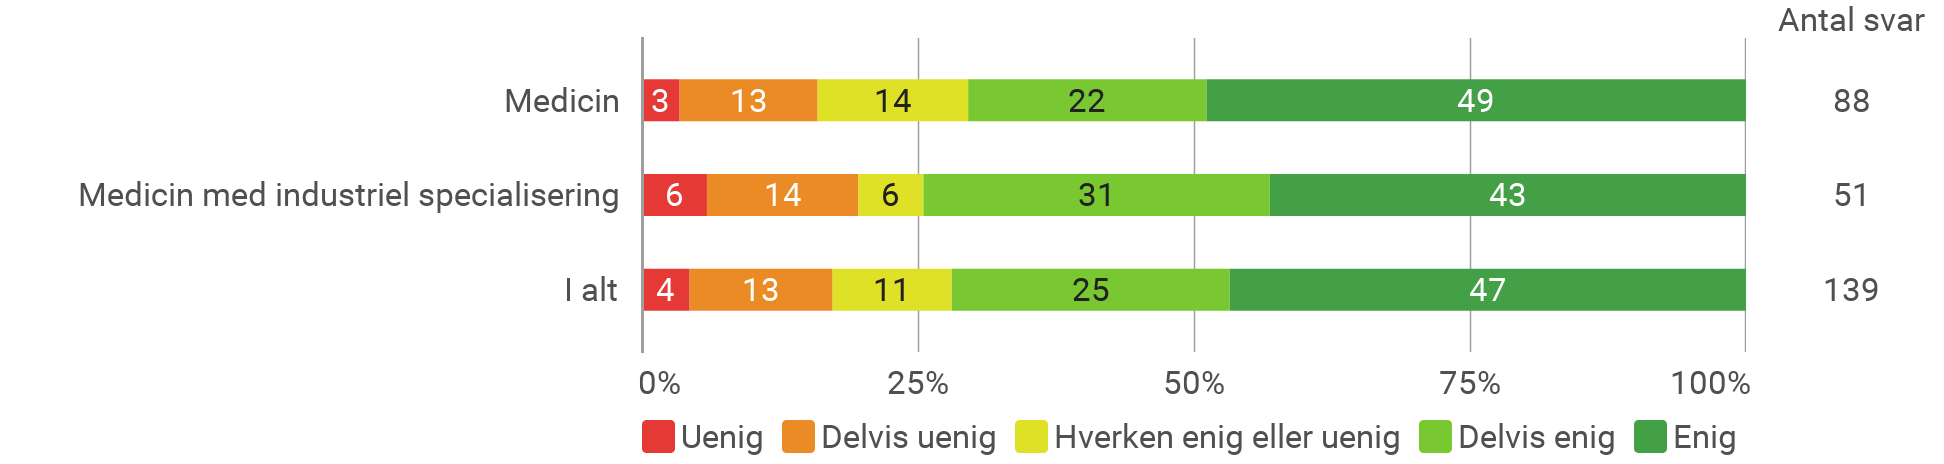 Antal svar
Medicin 3 13 14 22 49 88
Medicin med industriel specialisering 6 14 6 31 43 51
I alt 4 13 11 25 47 139
0% 25% 50% 75% 100%
Uenig Delvis uenig Hverken enig eller uenig Delvis enig Enig